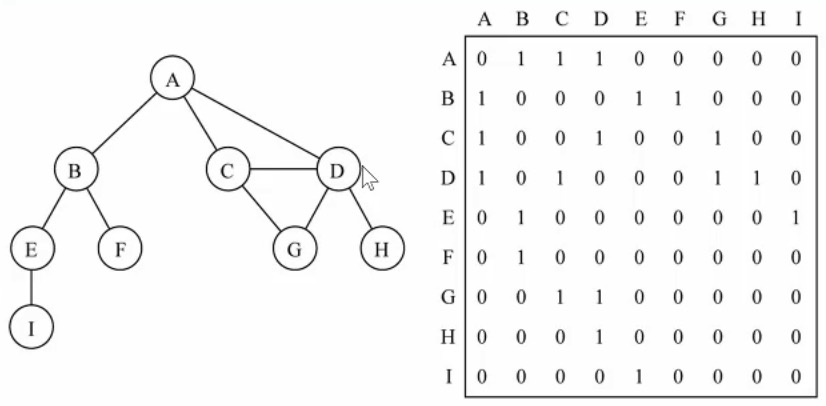 A
B
C
D
E
F
G
H
I
A B C D E F G H I
A 0 1 1 1 0 0 0 0 0
B 1 0 0 0 1 1 0 0 0
C 1 0 0 1 0 0 1 0 0
D 1 0 1 0 0 0 1 1 0
E 0 1 0 0 0 0 0 0 1
F 0 1 0 0 0 0 0 0 0
G 0 0 1 1 0 0 0 0 0
H 0 0 0 1 0 0 0 0 0
I 0 0 0 0 1 0 0 0 0